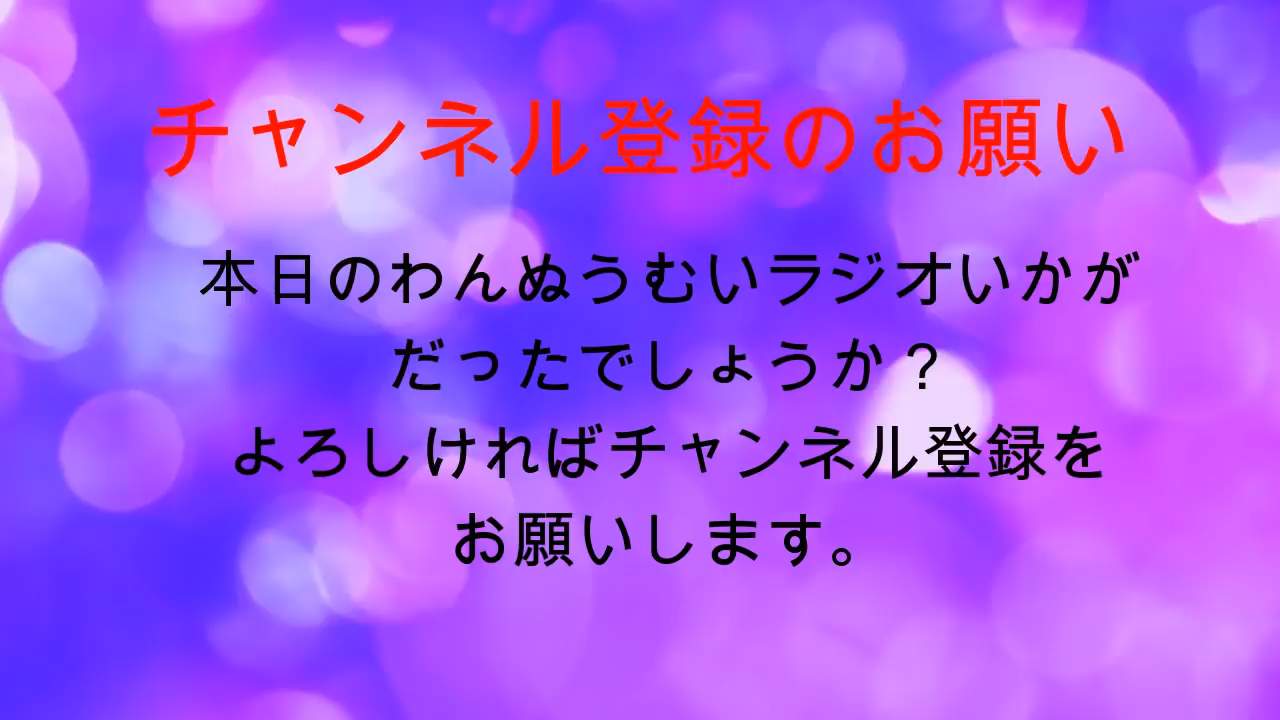 チャンネル登録のお願い
本日のわんぬうむいラジオいかが
だったでしょうか？
よろしければチャンネル登録を
お願いします。